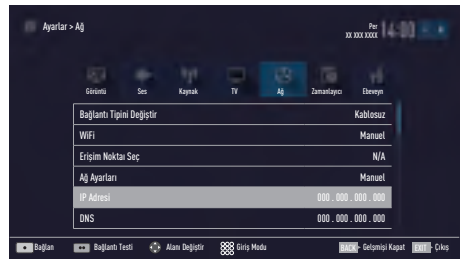 Ayarlar > Ağ
Per
XX XXX XXXX
14:00
Görüntü Ses Kaynak TV Ağ Zamanlayıcı Ebeveyn
Bağlantı Tipini Değiştir Kablosuz
WiFi Manuel
Erişim Noktaı Seç N/A
Ağ Ayarları Manuel
IP Adresi 000 . 000 . 000 . 000
DNS 000 . 000 . 000 . 000
Bağlan Bağlantı Testi Alanı Değiştir Giriş Modu BACK - Gelşmişi Kapat EXIT - Çıkış